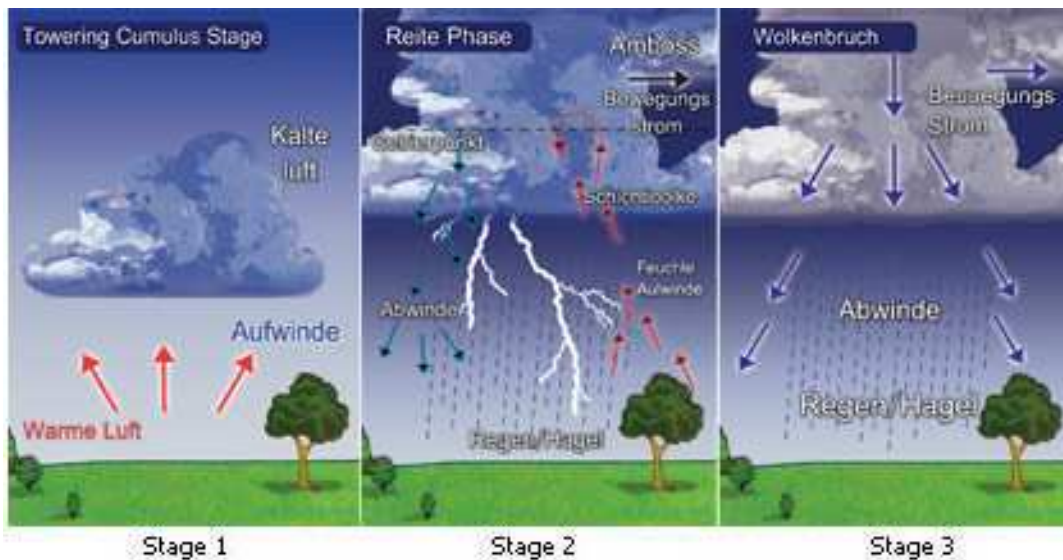 Towering Cumulus Stage
Kalte
luft
Aufwinde
Warme Luft
Reite Phase
Amboss
Bewegungs
strom
Gefrierpunkt
Abwinde
Feuchte
Aufwinde
Regen/Hagel
Wolkenbruch
Strom
Abwinde
Regen/Hagel
Stage 1
Stage 2
Stage 3